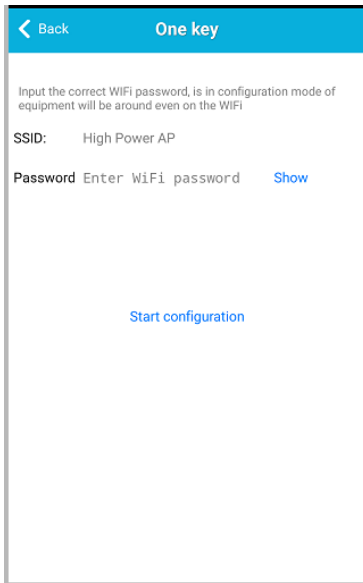 Back One key
Input the correct WIFi password, is in configuration mode of
equipment will be around even on the WIFi
SSID: High Power AP
Password Enter WiFi password Show
Start configuration